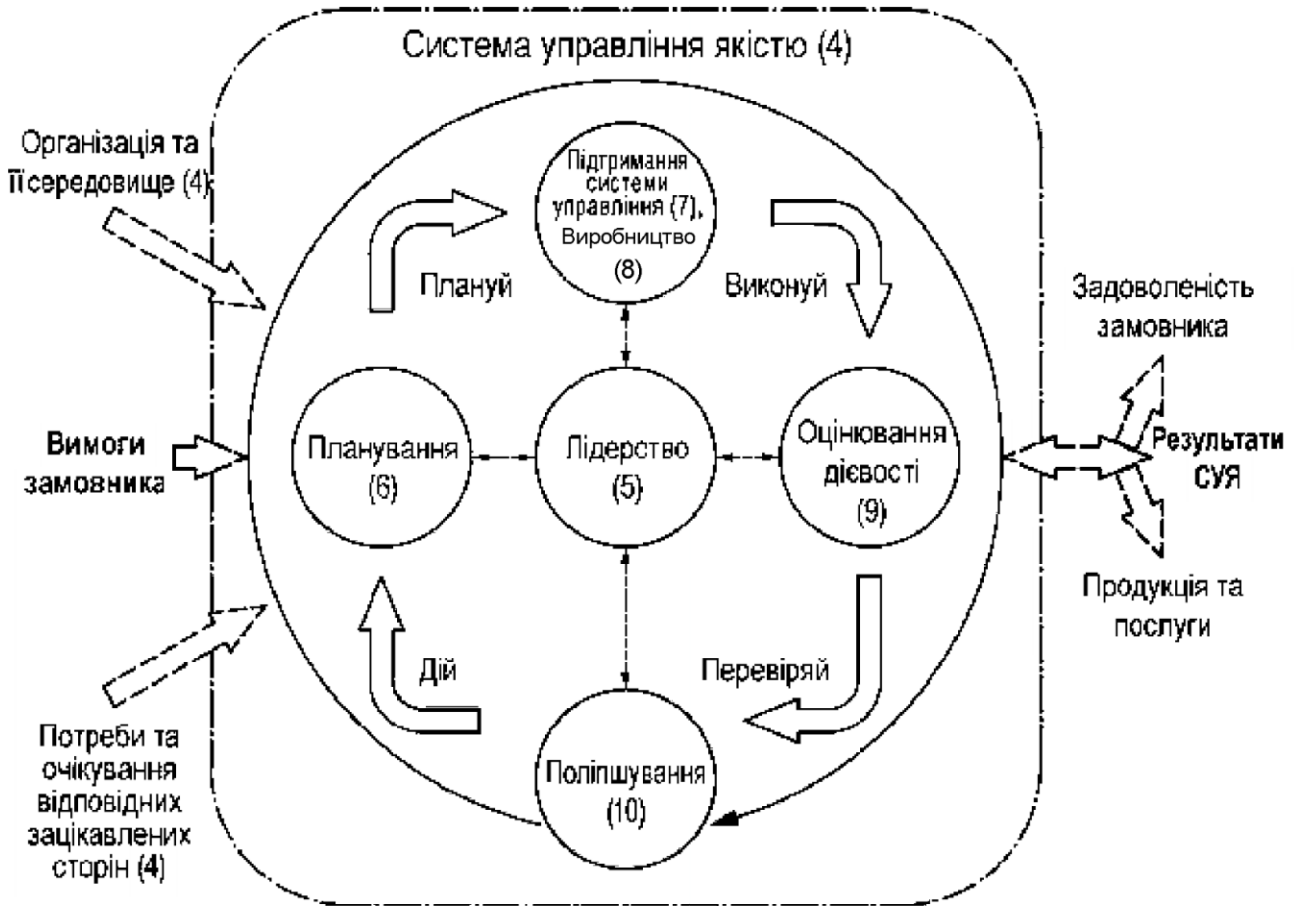 Система управління якістю (4)
Організація та
її середовище (4)
Підтримання
системи
управління (7),
Виробництво
(8)
Плануй
Виконуй
Задоволеність
замовника
Вимоги
замовника
Планування
(6)
Лідерство
(5)
Оцінювання
дієвості
(9)
Результати
СУЯ
Продукція та
послуги
Дій
Перевіряй
Потреби та
очікування
відповідних
зацікавлених
сторін (4)
Поліпшування
(10)